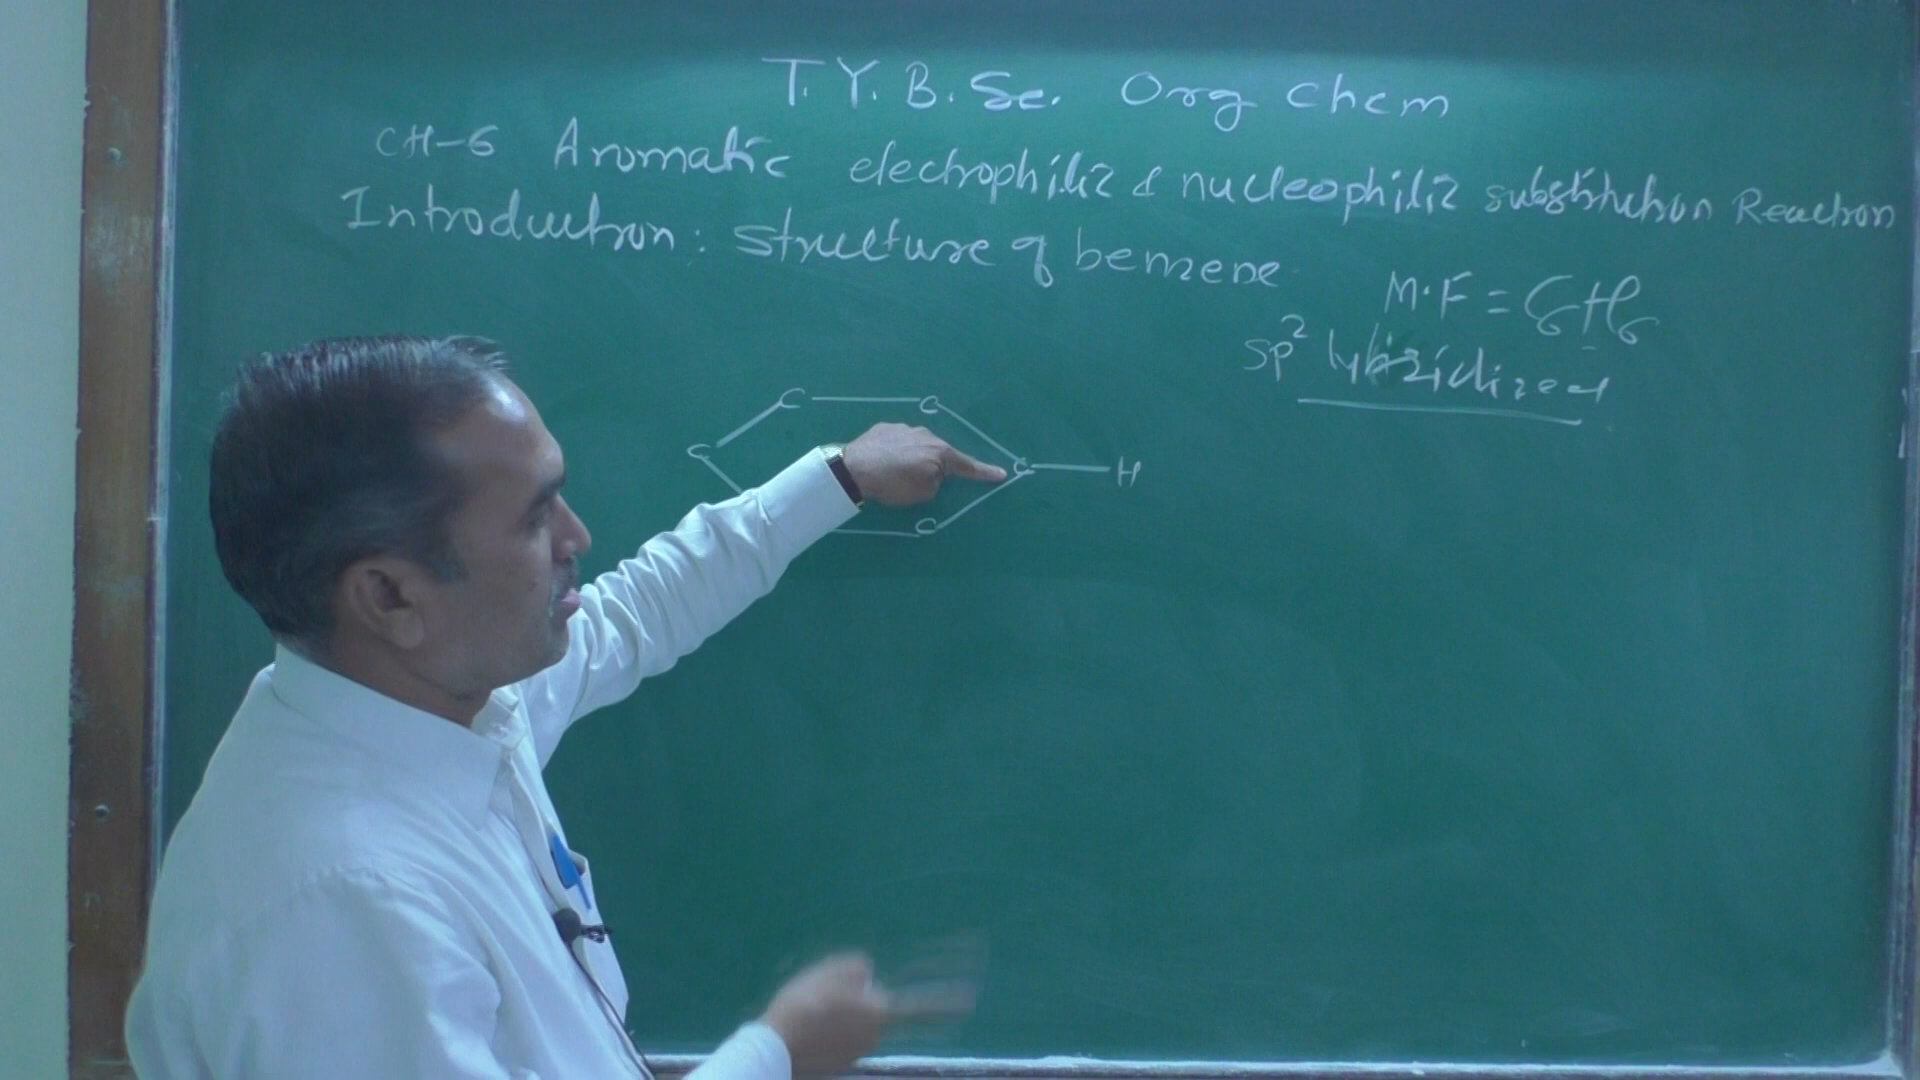 T.Y.B.Sc. Org chem
CH-6 Aromatic electrophilic & nucleophilic substitution Reaction
Introduction: Structure of benzene
M.F = C6H6
sp2 hybridized
C C
C C H
C